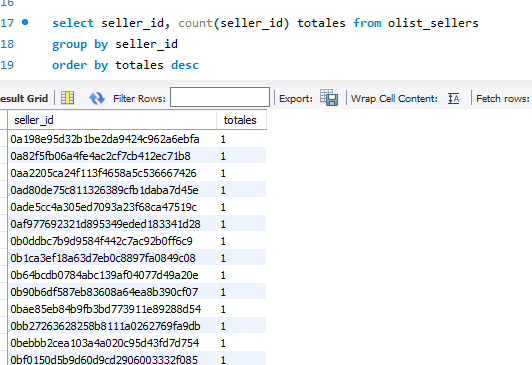 16
17 select seller_id, count(seller_id) totales from olist_sellers
18 group by seller_id
19 order by totales desc
esult Grid Filter Rows: Export: Wrap Cell Content: Fetch rows:
seller_id totales
0a198e95d32b1be2da9424c962a6ebfa 1
0a82f5fb06a4fe4ac2cf7cb412ec71b8 1
0aa2205ca24f113f4658a5c536667426 1
0ad80de75c811326389cfb1daba7d45e 1
0ade5cc4a305ed7093a23f68ca47519c 1
0af977692321d895349eded183341d28 1
0b0ddbc7b9d9584f442c7ac92b0ff6c9 1
0b1ca3ef18a63d7eb0c8897fa0849c08 1
0b64bcdb0784abc139af04077d49a20e 1
0b90b6df587eb83608a64ea8b390cf07 1
0bae85eb84b9fb3bd773911e89288d54 1
0bb27263628258b8111a0262769fa9db 1
0bebbb2cea103a4a020c95d43fd7d754 1
0bf0150d5b9d60d9cd2906003332f085 1